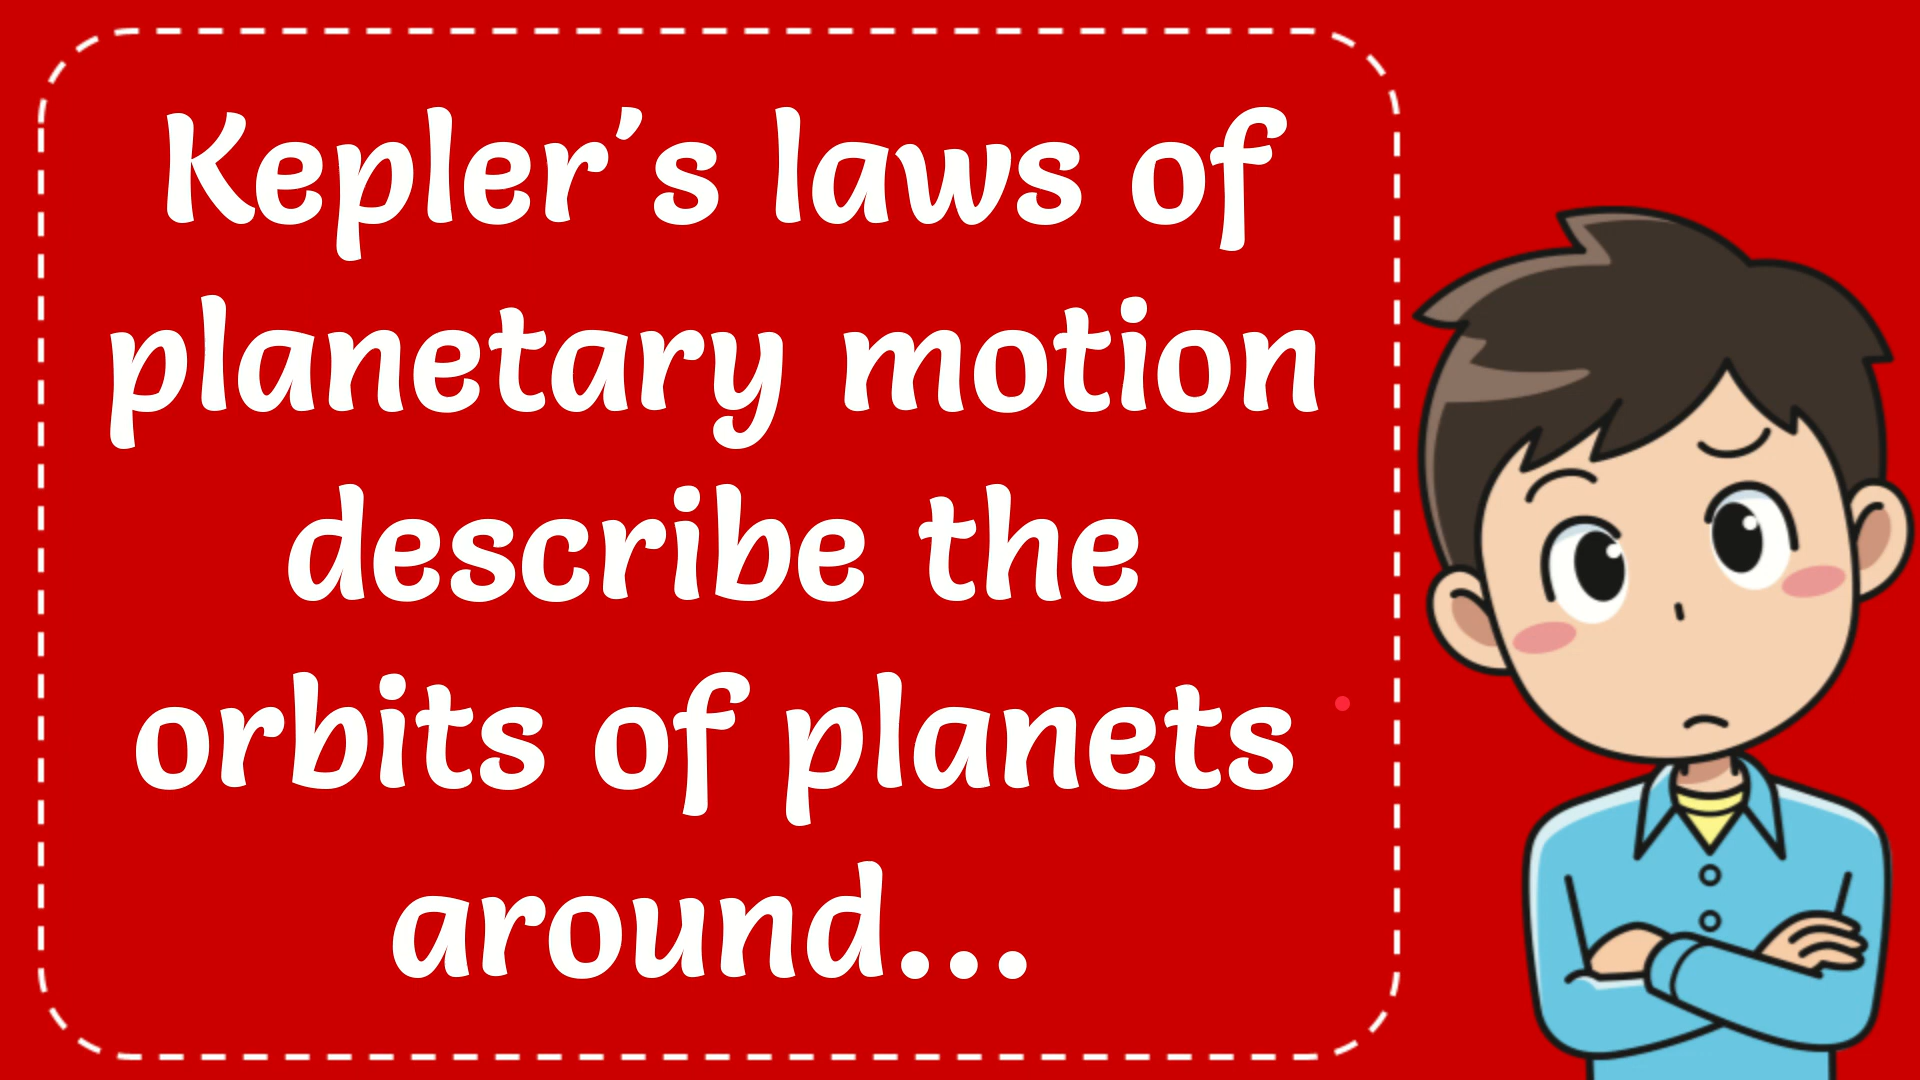 Kepler's laws of
planetary motion
describe the
orbits of planets
around...